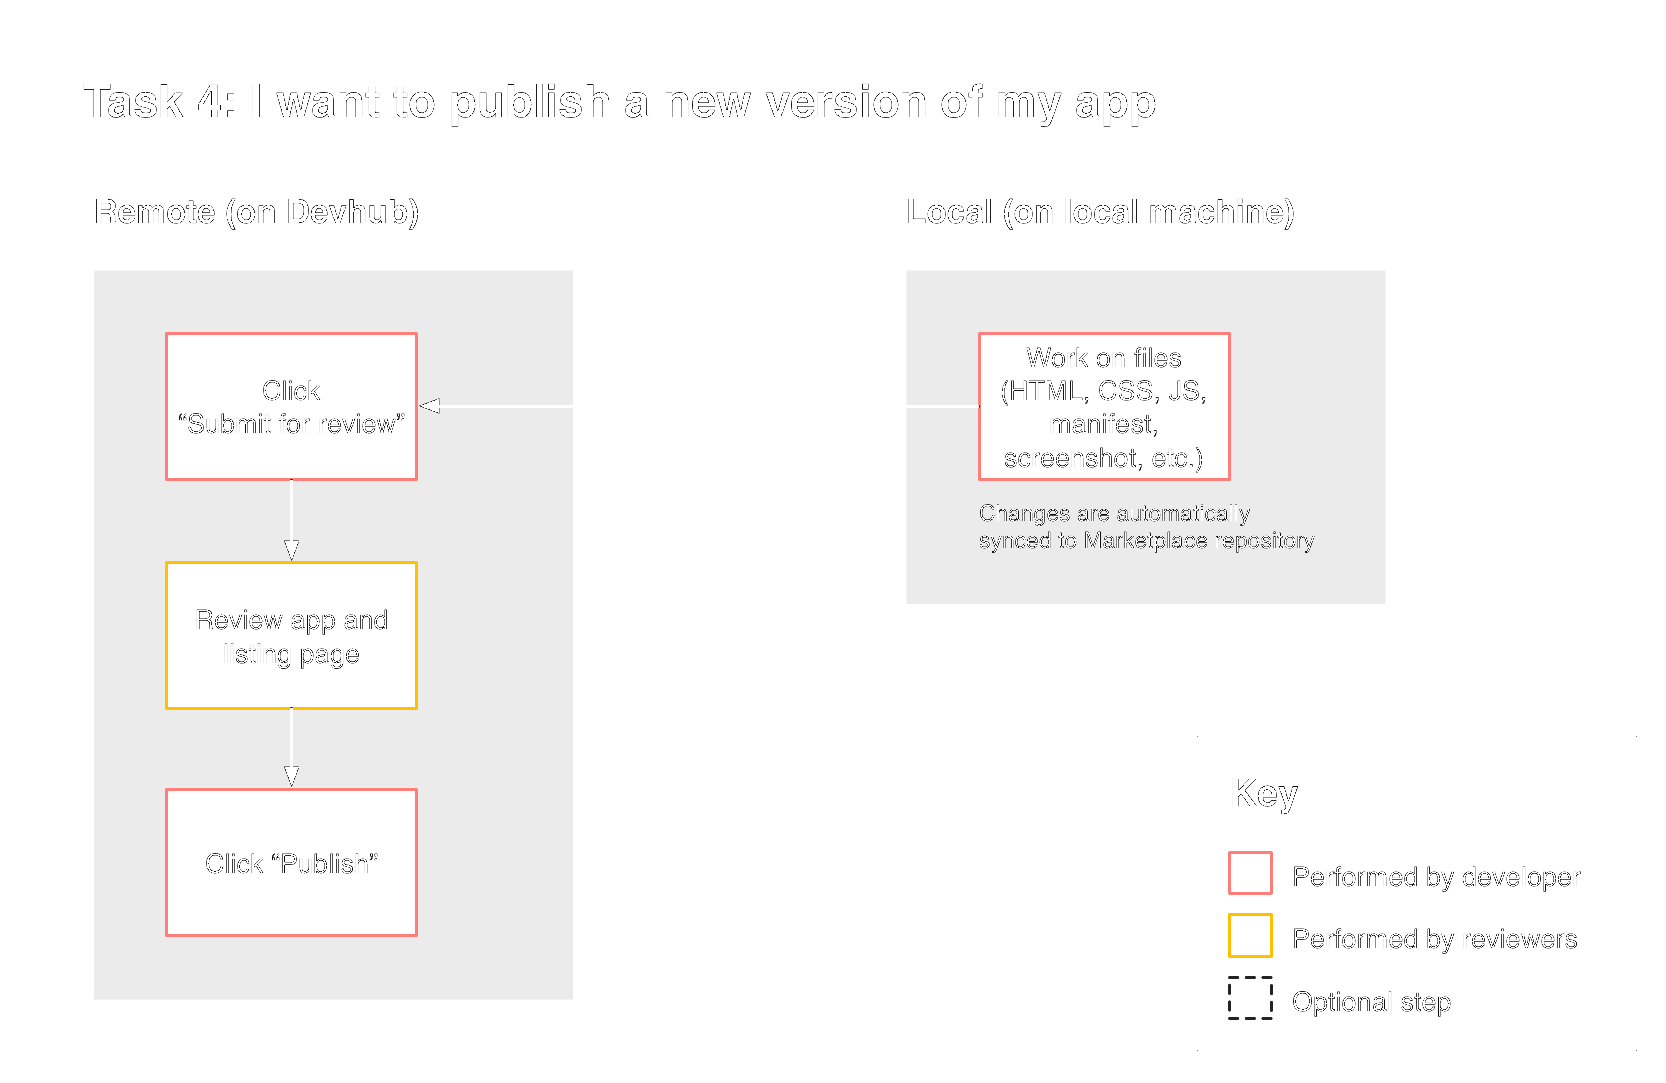 Task 4: I want to publish a new version of my app
Remote (on Devhub)
Local (on local machine)
Click
“Submit for review”
Work on files
(HTML, CSS, JS,
manifest,
screenshot, etc.)
Changes are automatically
synced to Marketplace repository
Review app and
listing page
Click “Publish”
Key
Performed by developer
Performed by reviewers
Optional step